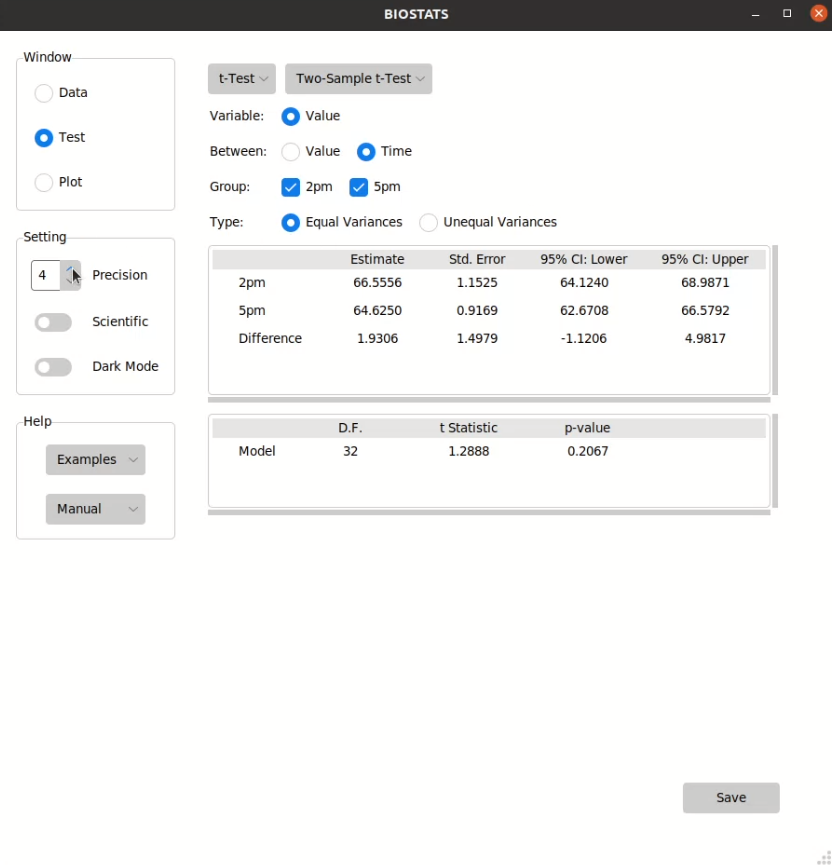 BIOSTATS
Window
Data
Test
Plot
Setting
4 Precision
Scientific
Dark Mode
Help
Examples
Manual
t-Test Two-Sample t-Test
Variable: Value
Between: Value Time
Group: 2pm 5pm
Type: Equal Variances Unequal Variances
Estimate Std. Error 95% CI: Lower 95% CI: Upper
2pm 66.5556 1.1525 64.1240 68.9871
5pm 64.6250 0.9169 62.6708 66.5792
Difference 1.9306 1.4979 -1.1206 4.9817
D.F. t Statistic p-value
Model 32 1.2888 0.2067
Save